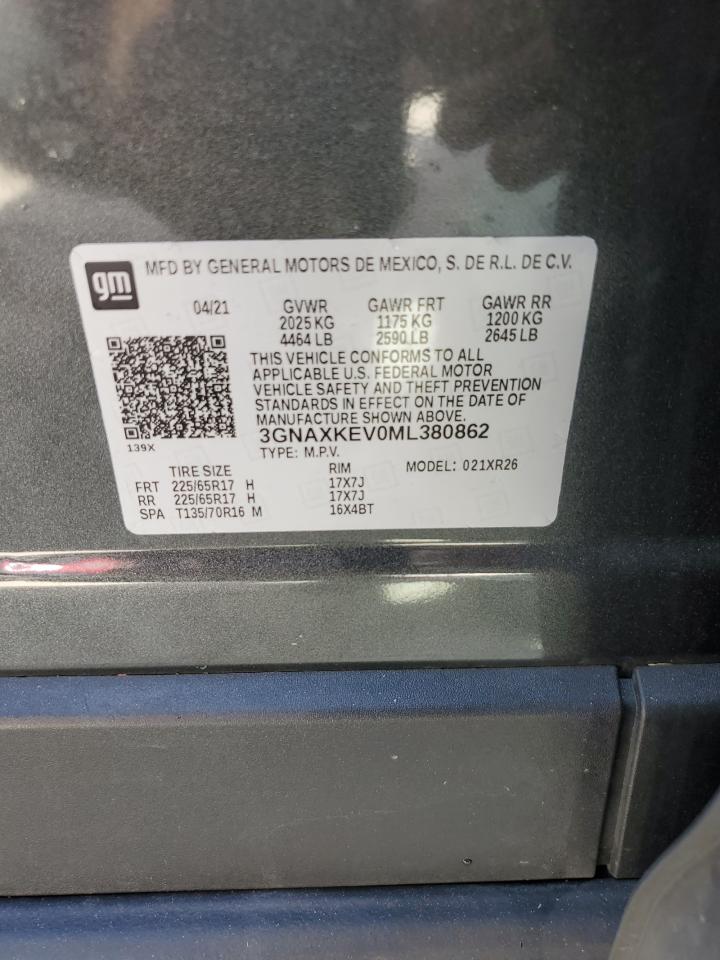 gm MFD BY GENERAL MOTORS DE MEXICO, S. DE R.L. DE C.V.
04/21 GVWR GAWR FRT GAWR RR
2025 KG 1175 KG 1200 KG
4464 LB 2590 LB 2645 LB
THIS VEHICLE CONFORMS TO ALL
APPLICABLE U.S. FEDERAL MOTOR
VEHICLE SAFETY AND THEFT PREVENTION
STANDARDS IN EFFECT ON THE DATE OF
MANUFACTURE SHOWN ABOVE.
3GNAXKEV0ML380862
139X
TYPE: M.P.V.
TIRE SIZE RIM MODEL: 021XR26
FRT 225/65R17 H 17X7J
RR 225/65R17 H 17X7J
SPA T135/70R16 M 16X4BT